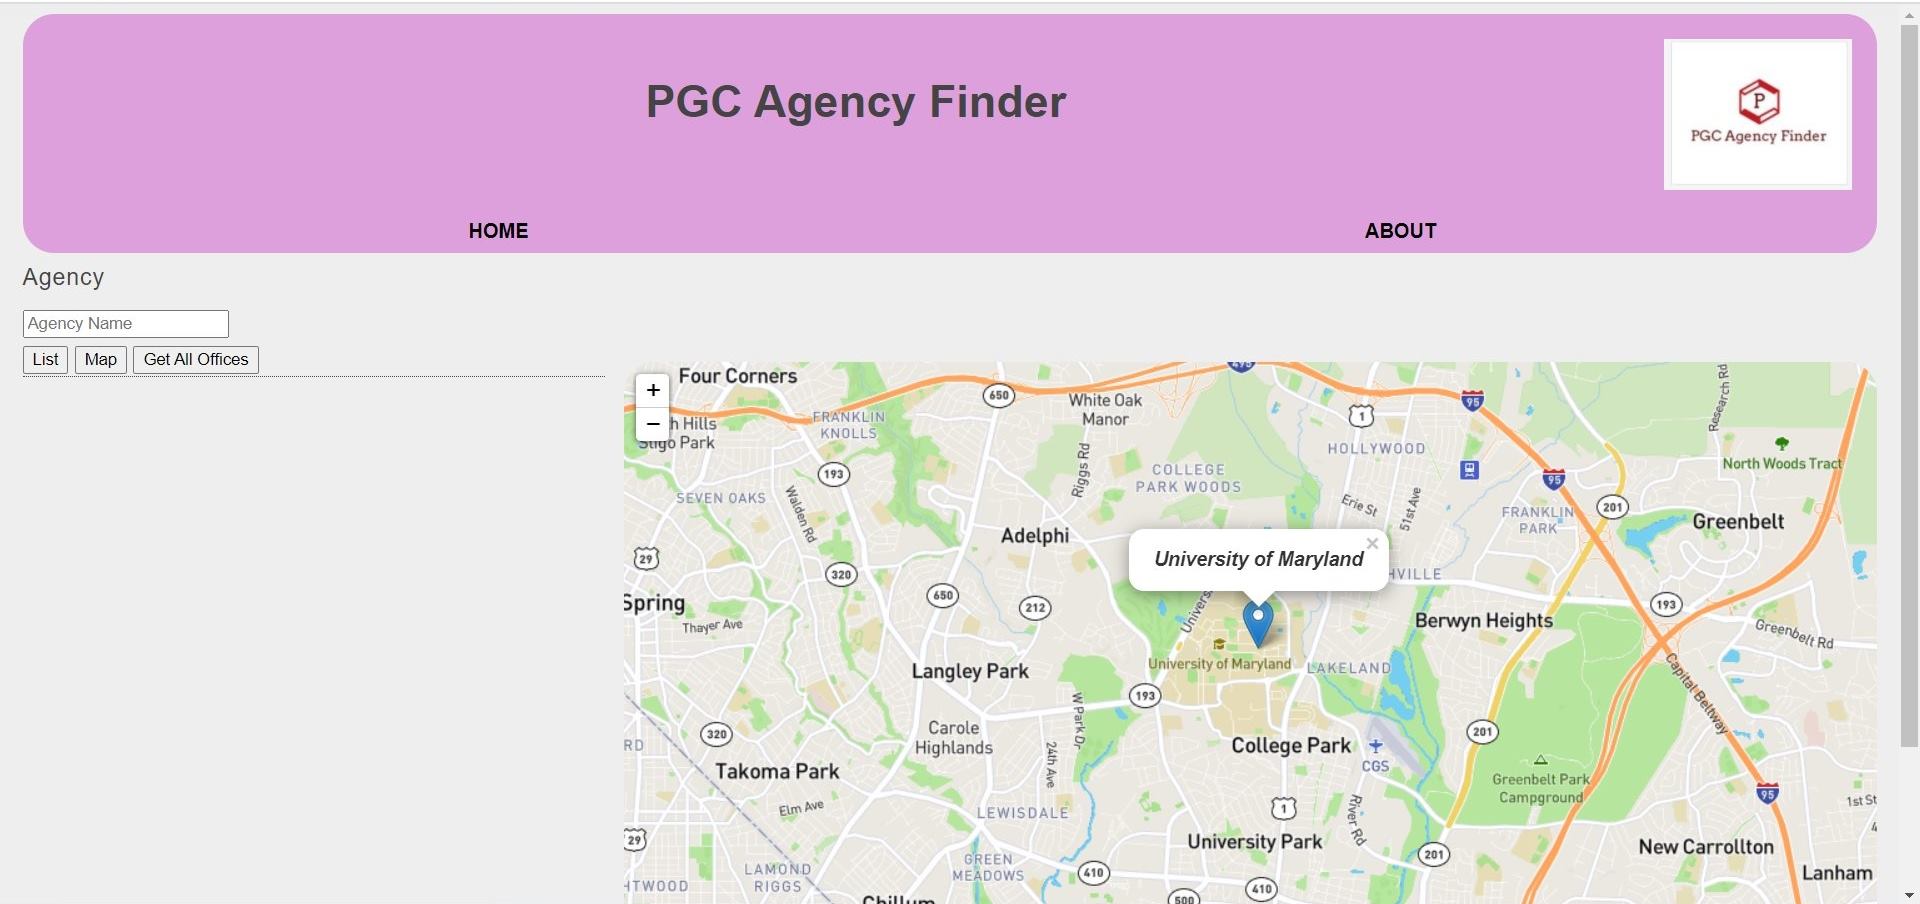 PGC Agency Finder
P
PGC Agency Finder
HOME
ABOUT
Agency
Agency Name
List
Map
Get All Offices
+
−
Four Corners
Hills
Sligo Park
FRANKLIN
KNOLLS
650
White Oak
Manor
495
1
95
Research Rd
North Woods Tract
193
SEVEN OAKS
Walden Rd
Riggs Rd
COLLEGE
PARK WOODS
HOLLYWOOD
Erie St
51st Ave
95
FRANKLIN
PARK
201
Greenbelt
Adelphi
University of Maryland
×
29
320
650
212
Spring
Thayer Ave
193
Berwyn Heights
Greenbelt Rd
University of Maryland
LAKELAND
Langley Park
193
Capital Beltway
W Park Dr
320
Carole
Highlands
24th Ave
201
College Park
CGS
Takoma Park
Greenbelt Park
Campground
Elm Ave
LEWISDALE
1
River Rd
95
1st St
29
University Park
201
New Carrollton
GREEN
MEADOWS
LAMOND
RIGGS
410
410
Lanham
Chillum
500